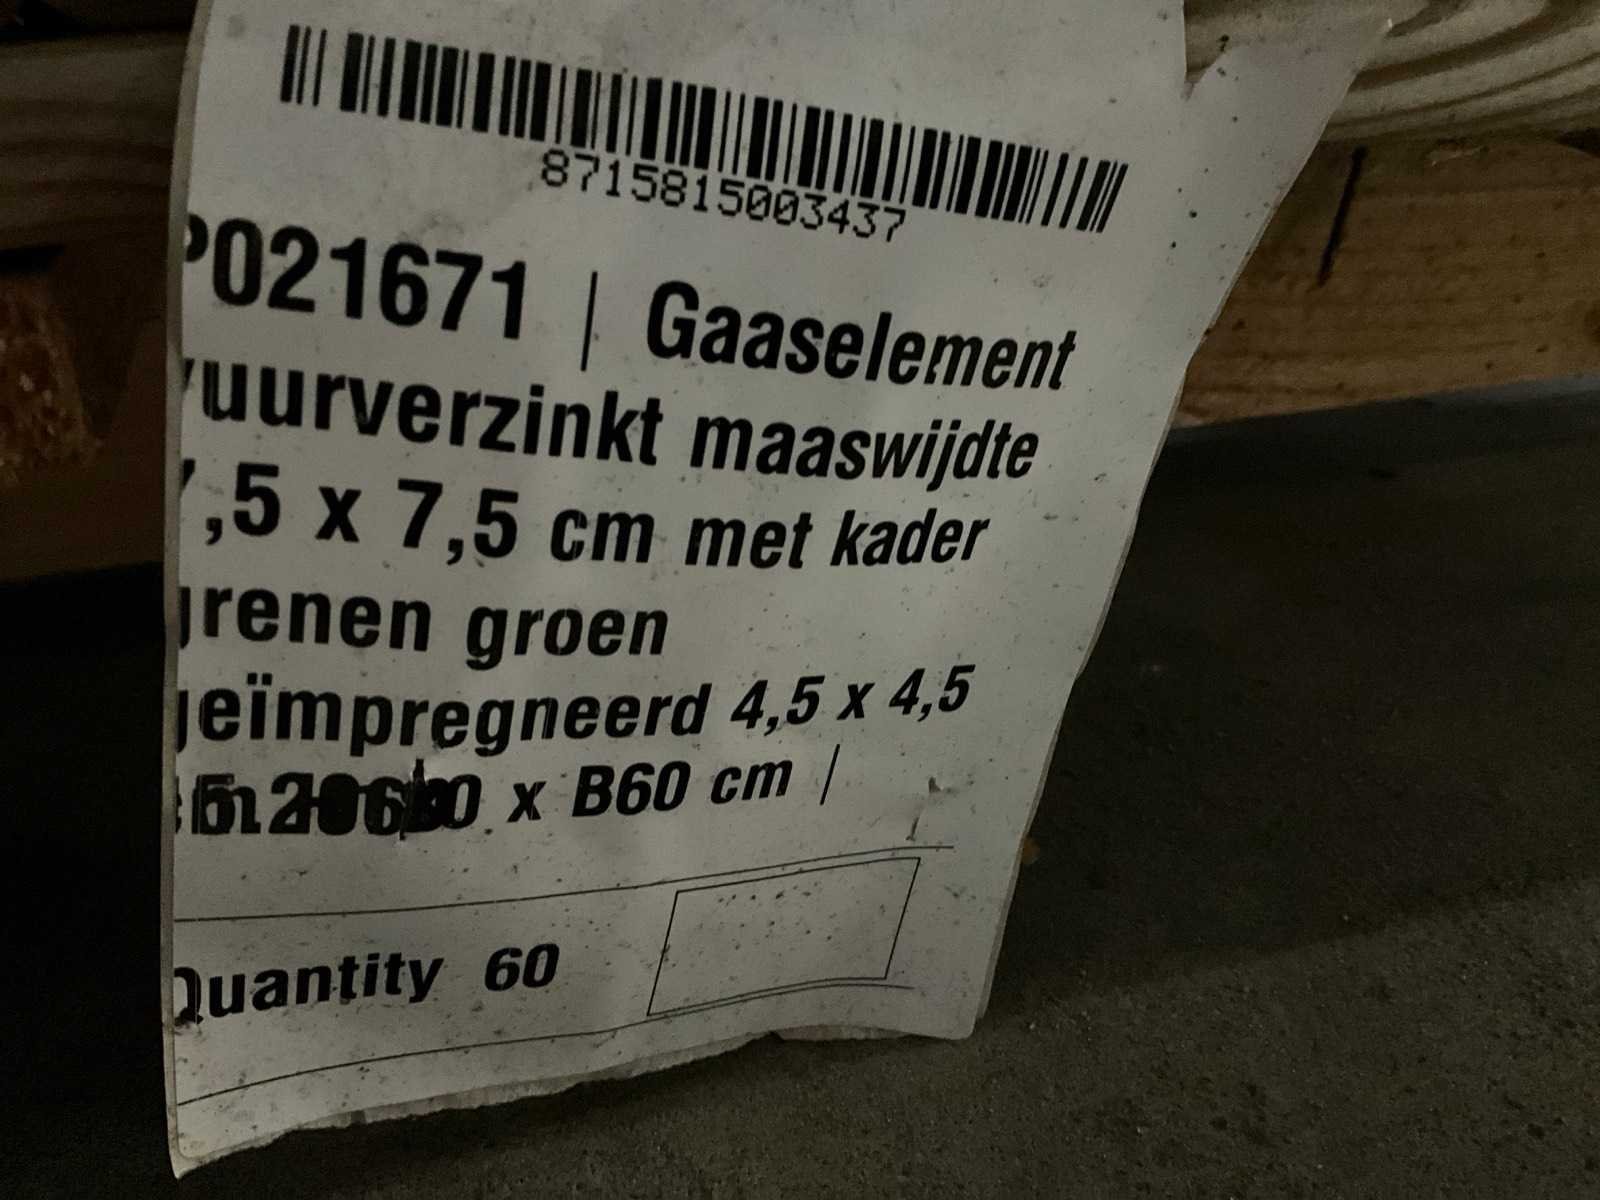 8715815003437
P021671 | Gaaselement
vuurverzinkt maaswijdte
7,5 x 7,5 cm met kader
grenen groen
geïmpregneerd 4,5 x 4,5
x B60 cm |
Quantity 60